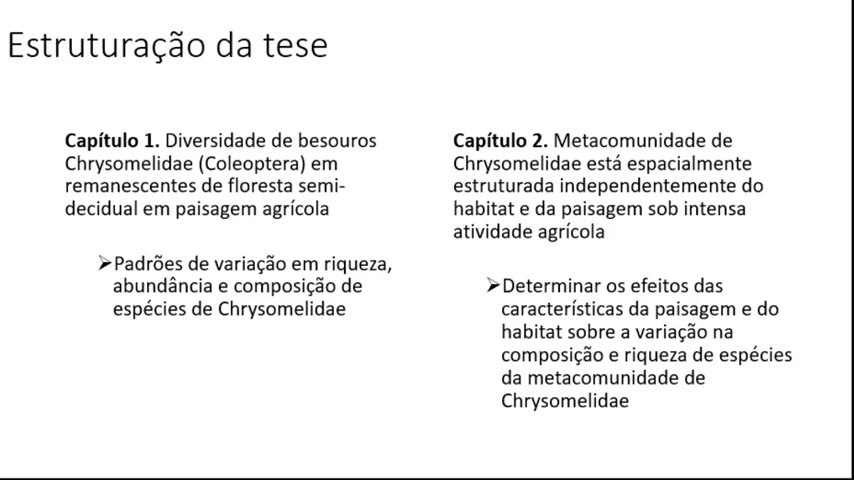 Estruturação da tese
Capítulo 1. Diversidade de besouros
Chrysomelidae (Coleoptera) em
remanescentes de floresta semi-
decidual em paisagem agrícola
➢Padrões de variação em riqueza,
abundância e composição de
espécies de Chrysomelidae
Capítulo 2. Metacomunidade de
Chrysomelidae está espacialmente
estruturada independentemente do
habitat e da paisagem sob intensa
atividade agrícola
➢Determinar os efeitos das
características da paisagem e do
habitat sobre a variação na
composição e riqueza de espécies
da metacomunidade de
Chrysomelidae